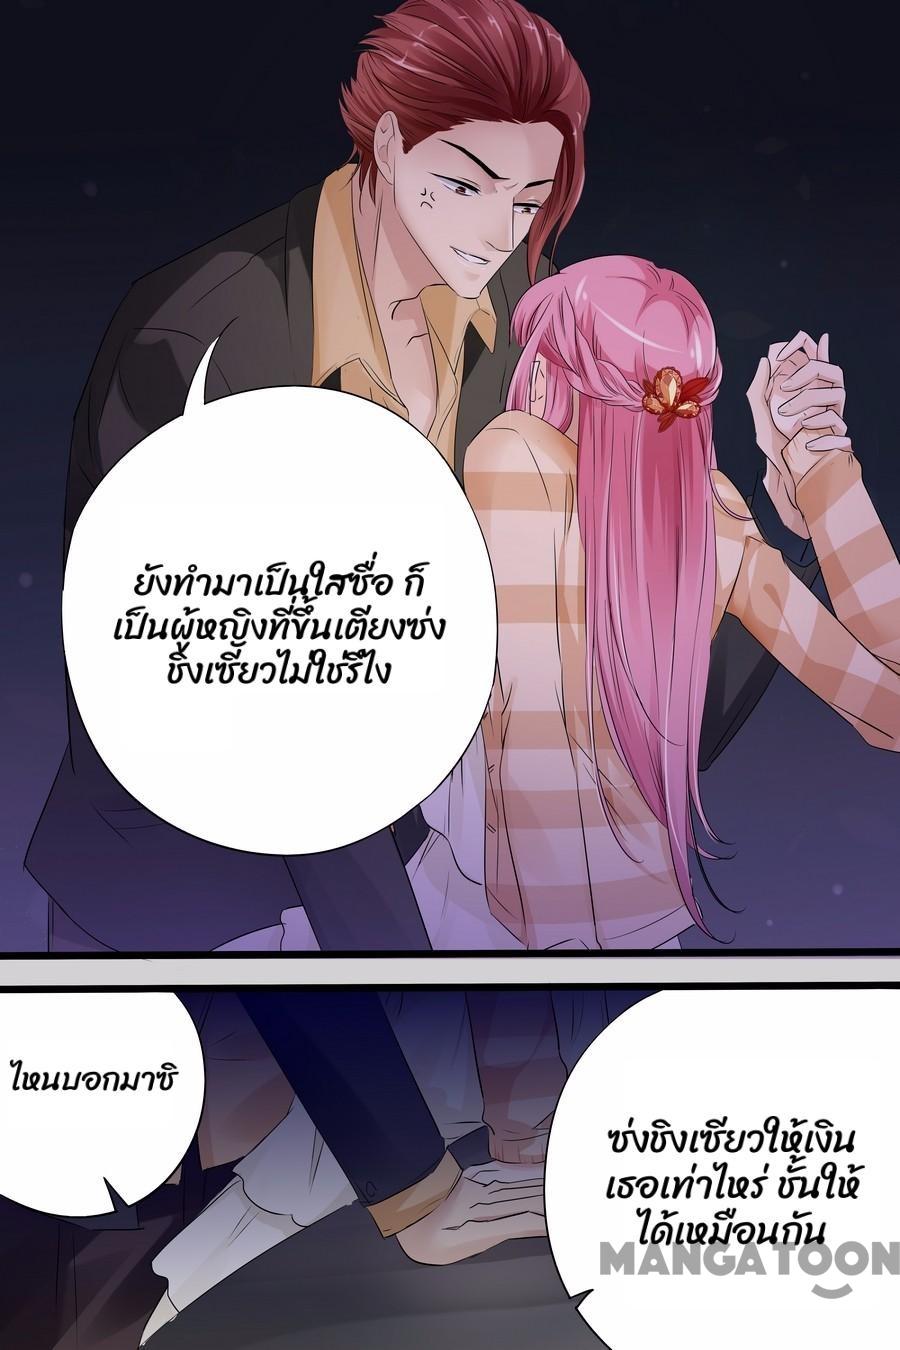 ยังทำมาเป็นใสซื่อ ก็
เป็นผู้หญิงที่ขึ้นเตียงซ่ง
ชิงเซียวไม่ใช่รึไง
ไหนบอกมาซิ
ซ่งชิงเซียวให้เงิน
เธอเท่าไหร่ ชั้นให้
ได้เหมือนกัน
MANGATOON